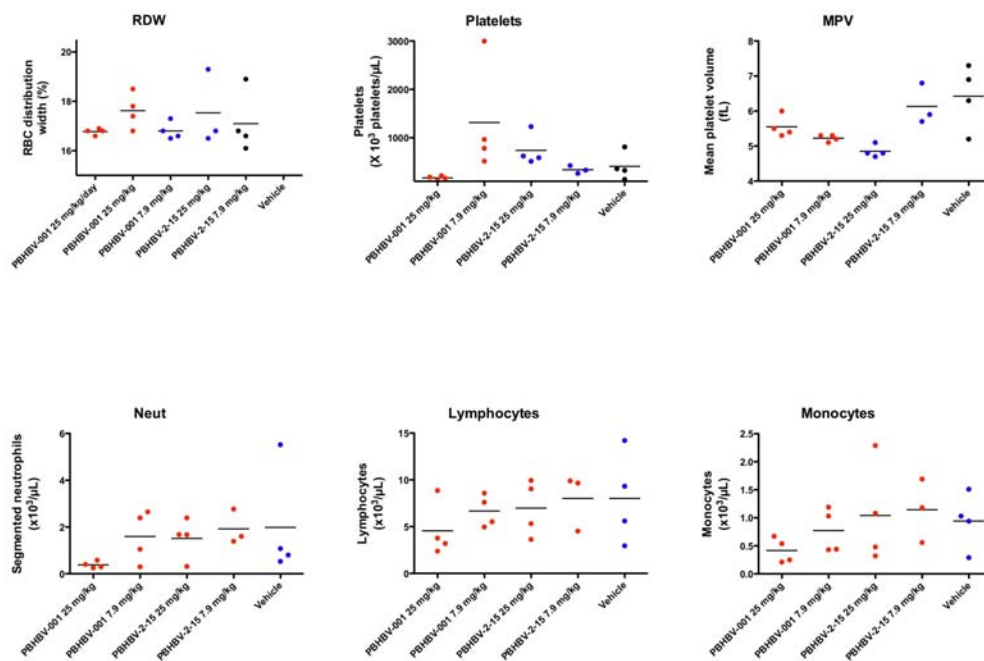 RDW
RBC distribution
width (%)
20
18
16
PBHBV-001 25 mg/kg/day
PBHBV-001 25 mg/kg
PBHBV-001 7.9 mg/kg
PBHBV-2-15 25 mg/kg
PBHBV-2-15 7.9 mg/kg
Vehicle
Platelets
Platelets
(X 10³ platelets/µL)
3000
2000
1000
PBHBV-001 25 mg/kg
PBHBV-001 7.9 mg/kg
PBHBV-2-15 25 mg/kg
PBHBV-2-15 7.9 mg/kg
Vehicle
MPV
Mean platelet volume
(fL)
8
7
6
5
4
PBHBV-001 25 mg/kg
PBHBV-001 7.9 mg/kg
PBHBV-2-15 25 mg/kg
PBHBV-2-15 7.9 mg/kg
Vehicle
Neut
Segmented neutrophils
(x10³/µL)
6
4
2
0
PBHBV-001 25 mg/kg
PBHBV-001 7.9 mg/kg
PBHBV-2-15 25 mg/kg
PBHBV-2-15 7.9 mg/kg
Vehicle
Lymphocytes
Lymphocytes
(x10³/µL)
15
10
5
0
PBHBV-001 25 mg/kg
PBHBV-001 7.9 mg/kg
PBHBV-2-15 25 mg/kg
PBHBV-2-15 7.9 mg/kg
Vehicle
Monocytes
Monocytes
(x10³/µL)
2.5
2.0
1.5
1.0
0.5
0.0
PBHBV-001 25 mg/kg
PBHBV-001 7.9 mg/kg
PBHBV-2-15 25 mg/kg
PBHBV-2-15 7.9 mg/kg
Vehicle